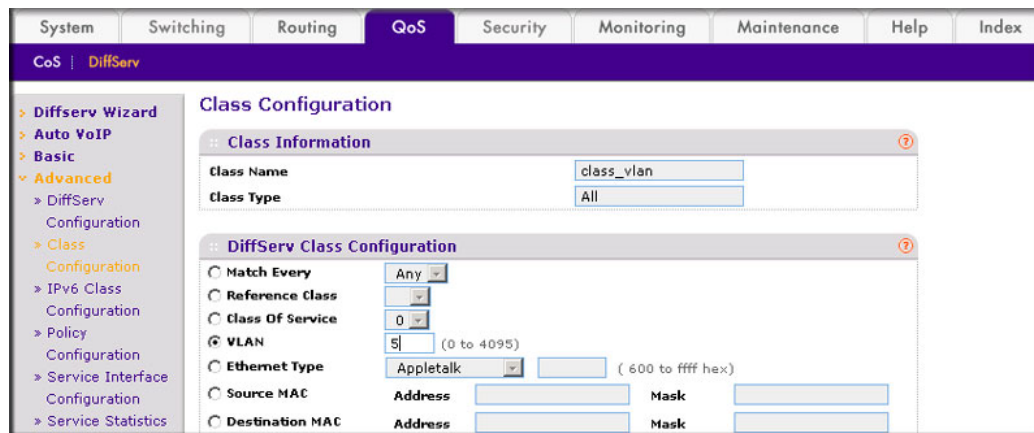 System Switching Routing QoS Security Monitoring Maintenance Help Index
CoS | DiffServ
Diffserv Wizard
Auto VoIP
Basic
Advanced
» DiffServ
Configuration
» Class
Configuration
» IPv6 Class
Configuration
» Policy
Configuration
» Service Interface
Configuration
» Service Statistics
Class Configuration
Class Information ?
Class Name class_vlan
Class Type All
DiffServ Class Configuration ?
Match Every Any
Reference Class
Class Of Service 0
VLAN 5 (0 to 4095)
Ethernet Type Appletalk ( 600 to ffff hex)
Source MAC Address Mask
Destination MAC Address Mask